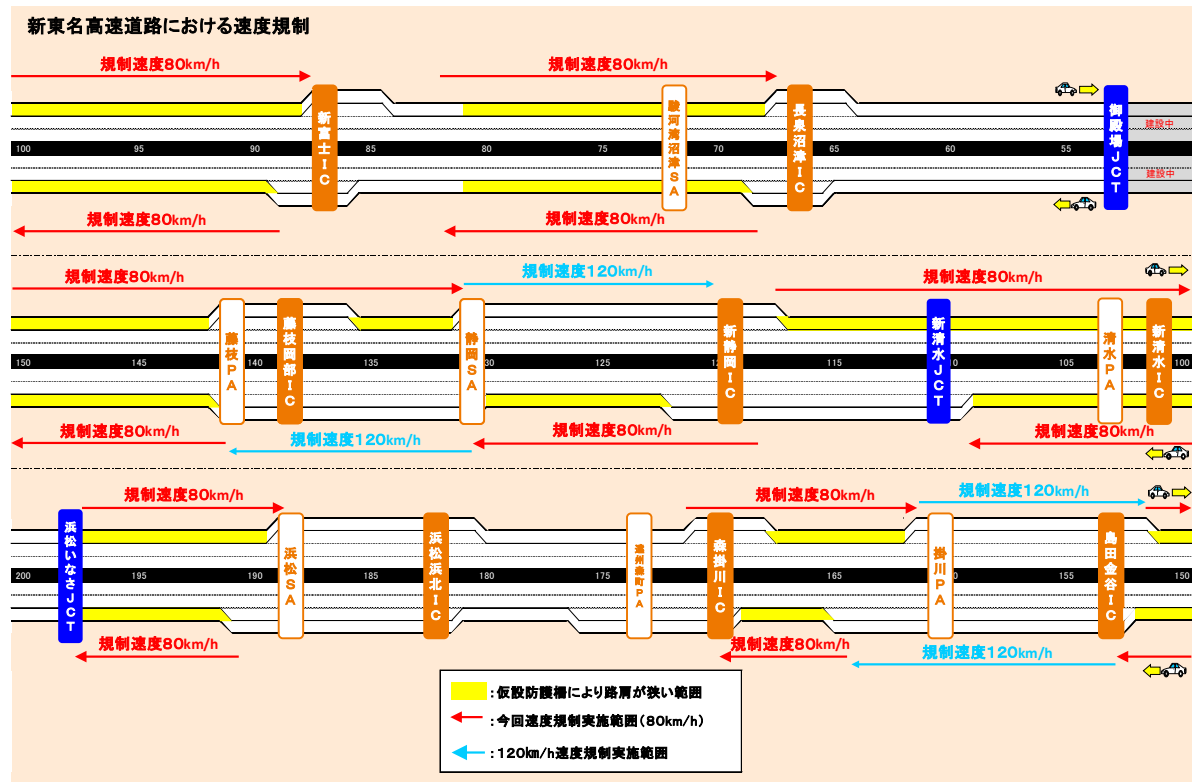 新東名高速道路における速度規制
規制速度80km/h
規制速度80km/h
100
95
90
新富士IC
85
80
75
駿河湾沼津SA
70
長泉沼津IC
65
60
55
御殿場JCT
建設中
建設中
規制速度80km/h
規制速度80km/h
規制速度80km/h
規制速度120km/h
規制速度80km/h
150
145
藤枝PA
140
藤枝岡部IC
135
静岡SA
125
新静岡IC
115
新清水JCT
105
清水PA
新清水IC
100
規制速度80km/h
規制速度120km/h
規制速度80km/h
規制速度80km/h
規制速度80km/h
規制速度80km/h
規制速度120km/h
200
浜松いなさJCT
195
190
浜松SA
185
浜松浜北IC
180
175
遠州森町PA
森掛川IC
165
掛川PA
155
島田金谷IC
150
規制速度80km/h
規制速度80km/h
規制速度120km/h
:仮設防護柵により路肩が狭い範囲
:今回速度規制実施範囲(80km/h)
:120km/h速度規制実施範囲